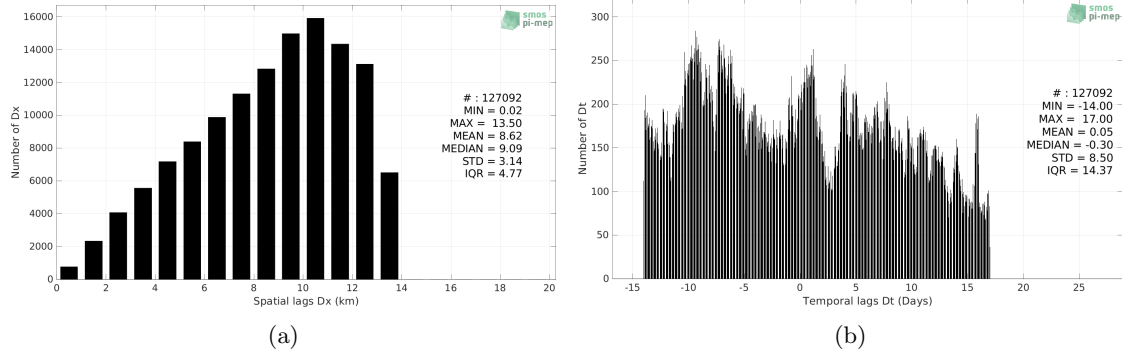 smos
pi-mep
16000
14000
12000
10000
8000
6000
4000
2000
0
Number of Dx
# : 127092
MIN = 0.02
MAX = 13.50
MEAN = 8.62
MEDIAN = 9.09
STD = 3.14
IQR = 4.77
0 2 4 6 8 10 12 14 16 18 20
Spatial lags Dx (km)
(a)
smos
pi-mep
300
250
200
150
100
50
0
Number of Dt
# : 127092
MIN = -14.00
MAX = 17.00
MEAN = 0.05
MEDIAN = -0.30
STD = 8.50
IQR = 14.37
-15 -10 -5 0 5 10 15 20 25
Temporal lags Dt (Days)
(b)